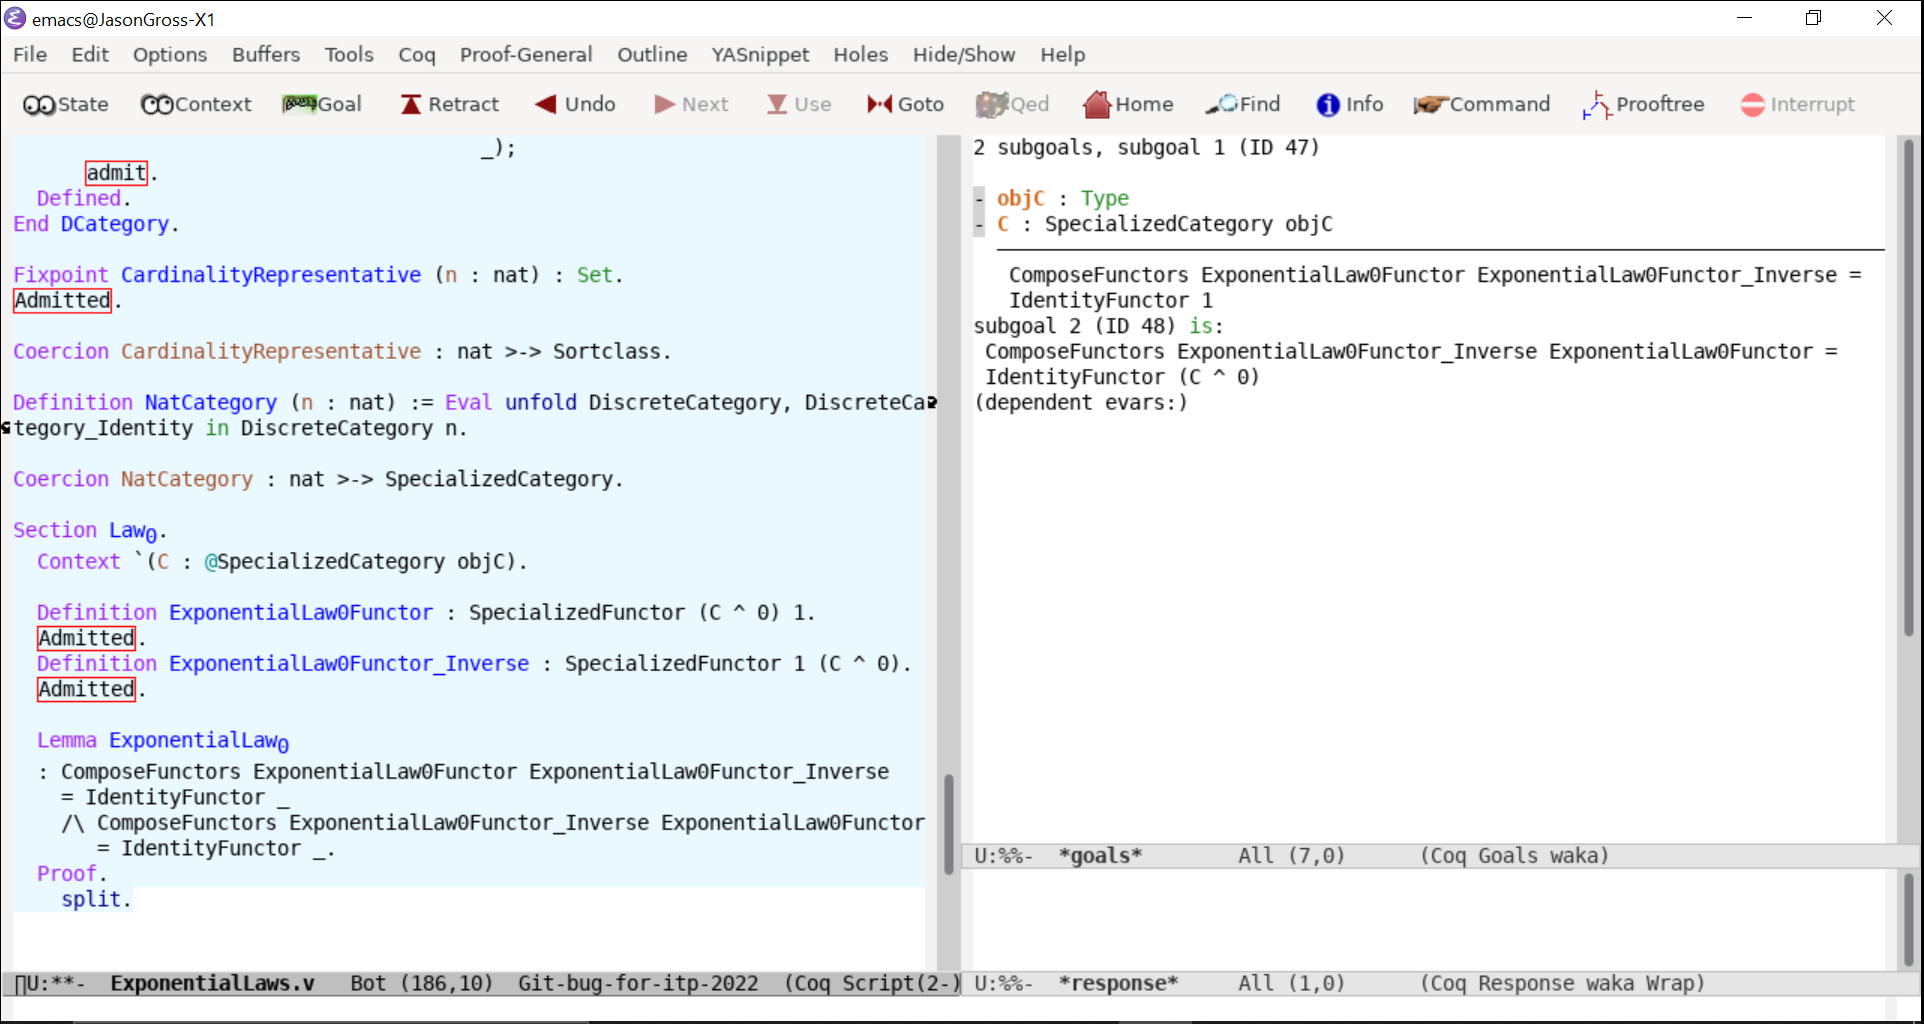 emacs@JasonGross-X1
File Edit Options Buffers Tools Coq Proof-General Outline YASnippet Holes Hide/Show Help
State Context Goal Retract Undo Next Use Goto Qed Home Find Info Command Prooftree Interrupt
_);
admit.
Defined.
End DCategory.
Fixpoint CardinalityRepresentative (n : nat) : Set.
Admitted.
Coercion CardinalityRepresentative : nat >-> Sortclass.
Definition NatCategory (n : nat) := Eval unfold DiscreteCategory, DiscreteCa
tegory_Identity in DiscreteCategory n.
Coercion NatCategory : nat >-> SpecializedCategory.
Section Law₀.
Context `(C : @SpecializedCategory objC).
Definition ExponentialLaw0Functor : SpecializedFunctor (C ^ 0) 1.
Admitted.
Definition ExponentialLaw0Functor_Inverse : SpecializedFunctor 1 (C ^ 0).
Admitted.
Lemma ExponentialLaw₀
: ComposeFunctors ExponentialLaw0Functor ExponentialLaw0Functor_Inverse
= IdentityFunctor _
/\ ComposeFunctors ExponentialLaw0Functor_Inverse ExponentialLaw0Functor
= IdentityFunctor _.
Proof.
split.
U:**- ExponentialLaws.v Bot (186,10) Git-bug-for-itp-2022 (Coq Script(2-)
2 subgoals, subgoal 1 (ID 47)
- objC : Type
- C : SpecializedCategory objC
ComposeFunctors ExponentialLaw0Functor ExponentialLaw0Functor_Inverse =
IdentityFunctor 1
subgoal 2 (ID 48) is:
ComposeFunctors ExponentialLaw0Functor_Inverse ExponentialLaw0Functor =
IdentityFunctor (C ^ 0)
(dependent evars:)
U:%%- *goals* All (7,0) (Coq Goals waka)
U:%%- *response* All (1,0) (Coq Response waka Wrap)